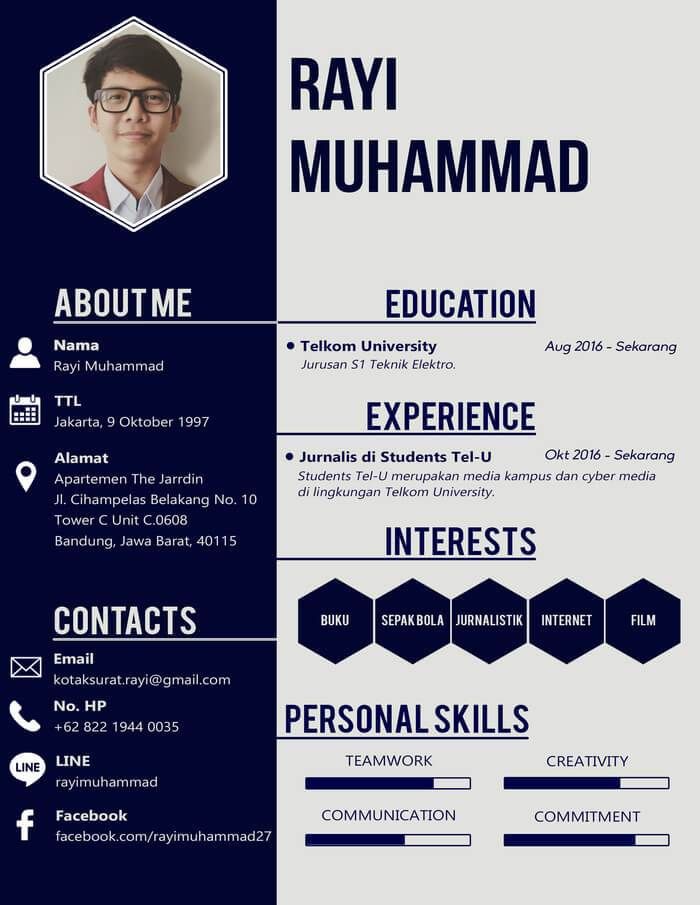 RAYI
MUHAMMAD
ABOUT ME
Nama
Rayi Muhammad
TTL
Jakarta, 9 Oktober 1997
Alamat
Apartemen The Jarrdin
Jl. Cihampelas Belakang No. 10
Tower C Unit C.0608
Bandung, Jawa Barat, 40115
CONTACTS
Email
kotaksurat.rayi@gmail.com
No. HP
+62 822 1944 0035
LINE
LINE
rayimuhammad
Facebook
facebook.com/rayimuhammad27
EDUCATION
Telkom University Aug 2016 - Sekarang
Jurusan S1 Teknik Elektro.
EXPERIENCE
Jurnalis di Students Tel-U Okt 2016 - Sekarang
Students Tel-U merupakan media kampus dan cyber media
di lingkungan Telkom University.
INTERESTS
BUKU SEPAK BOLA JURNALISTIK INTERNET FILM
PERSONAL SKILLS
TEAMWORK CREATIVITY
COMMUNICATION COMMITMENT